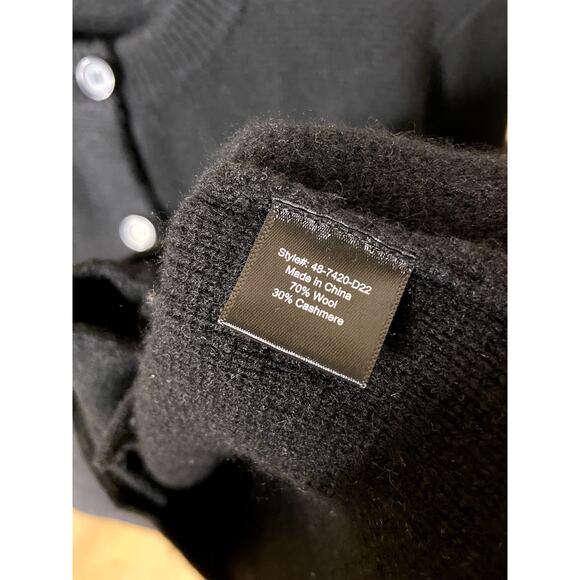 Style#: 48-7420-D22
Made in China
70% Wool
30% Cashmere